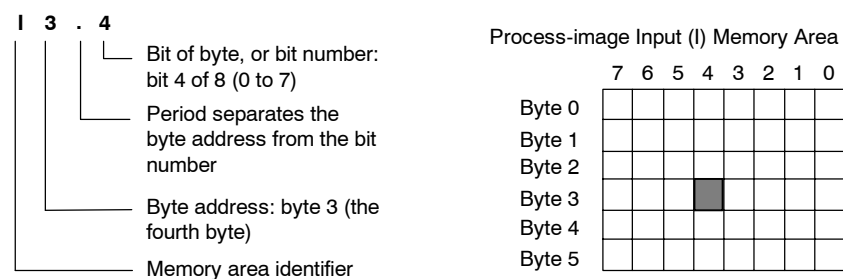 I 3 . 4
Bit of byte, or bit number:
bit 4 of 8 (0 to 7)
Period separates the
byte address from the bit
number
Byte address: byte 3 (the
fourth byte)
Memory area identifier
Process-image Input (I) Memory Area
7 6 5 4 3 2 1 0
Byte 0
Byte 1
Byte 2
Byte 3
Byte 4
Byte 5